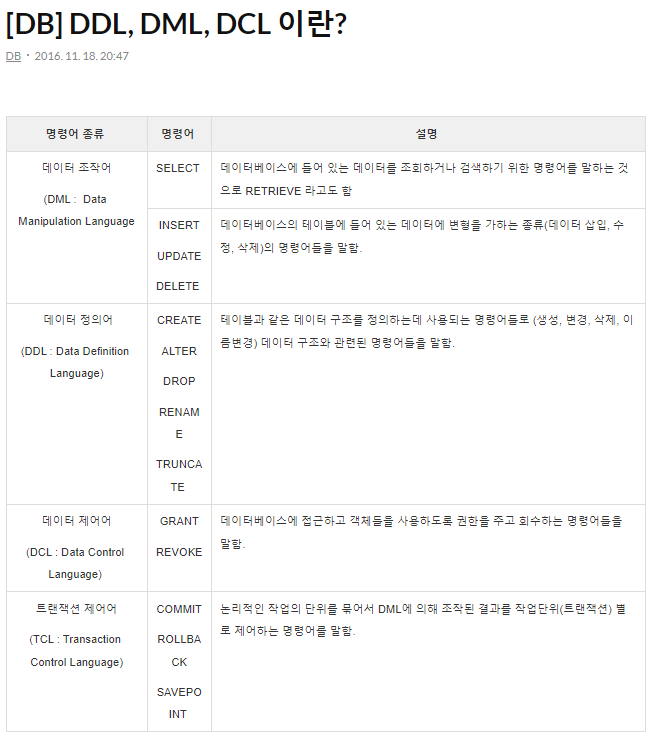 [DB] DDL, DML, DCL 이란?
DB · 2016. 11. 18. 20:47
명령어 종류
명령어
설명
데이터 조작어
(DML : Data
Manipulation Language
SELECT
데이터베이스에 들어 있는 데이터를 조회하거나 검색하기 위한 명령어를 말하는 것
으로 RETRIEVE 라고도 함
INSERT
UPDATE
DELETE
데이터베이스의 테이블에 들어 있는 데이터에 변형을 가하는 종류(데이터 삽입, 수
정, 삭제)의 명령어들을 말함.
데이터 정의어
(DDL : Data Definition
Language)
CREATE
ALTER
DROP
RENAM
E
TRUNCA
TE
테이블과 같은 데이터 구조를 정의하는데 사용되는 명령어들로 (생성, 변경, 삭제, 이
름변경) 데이터 구조와 관련된 명령어들을 말함.
데이터 제어어
(DCL : Data Control
Language)
GRANT
REVOKE
데이터베이스에 접근하고 객체들을 사용하도록 권한을 주고 회수하는 명령어들을
말함.
트랜잭션 제어어
(TCL : Transaction
Control Language)
COMMIT
ROLLBA
CK
SAVEPO
INT
논리적인 작업의 단위를 묶어서 DML에 의해 조작된 결과를 작업단위(트랜잭션) 별
로 제어하는 명령어를 말함.